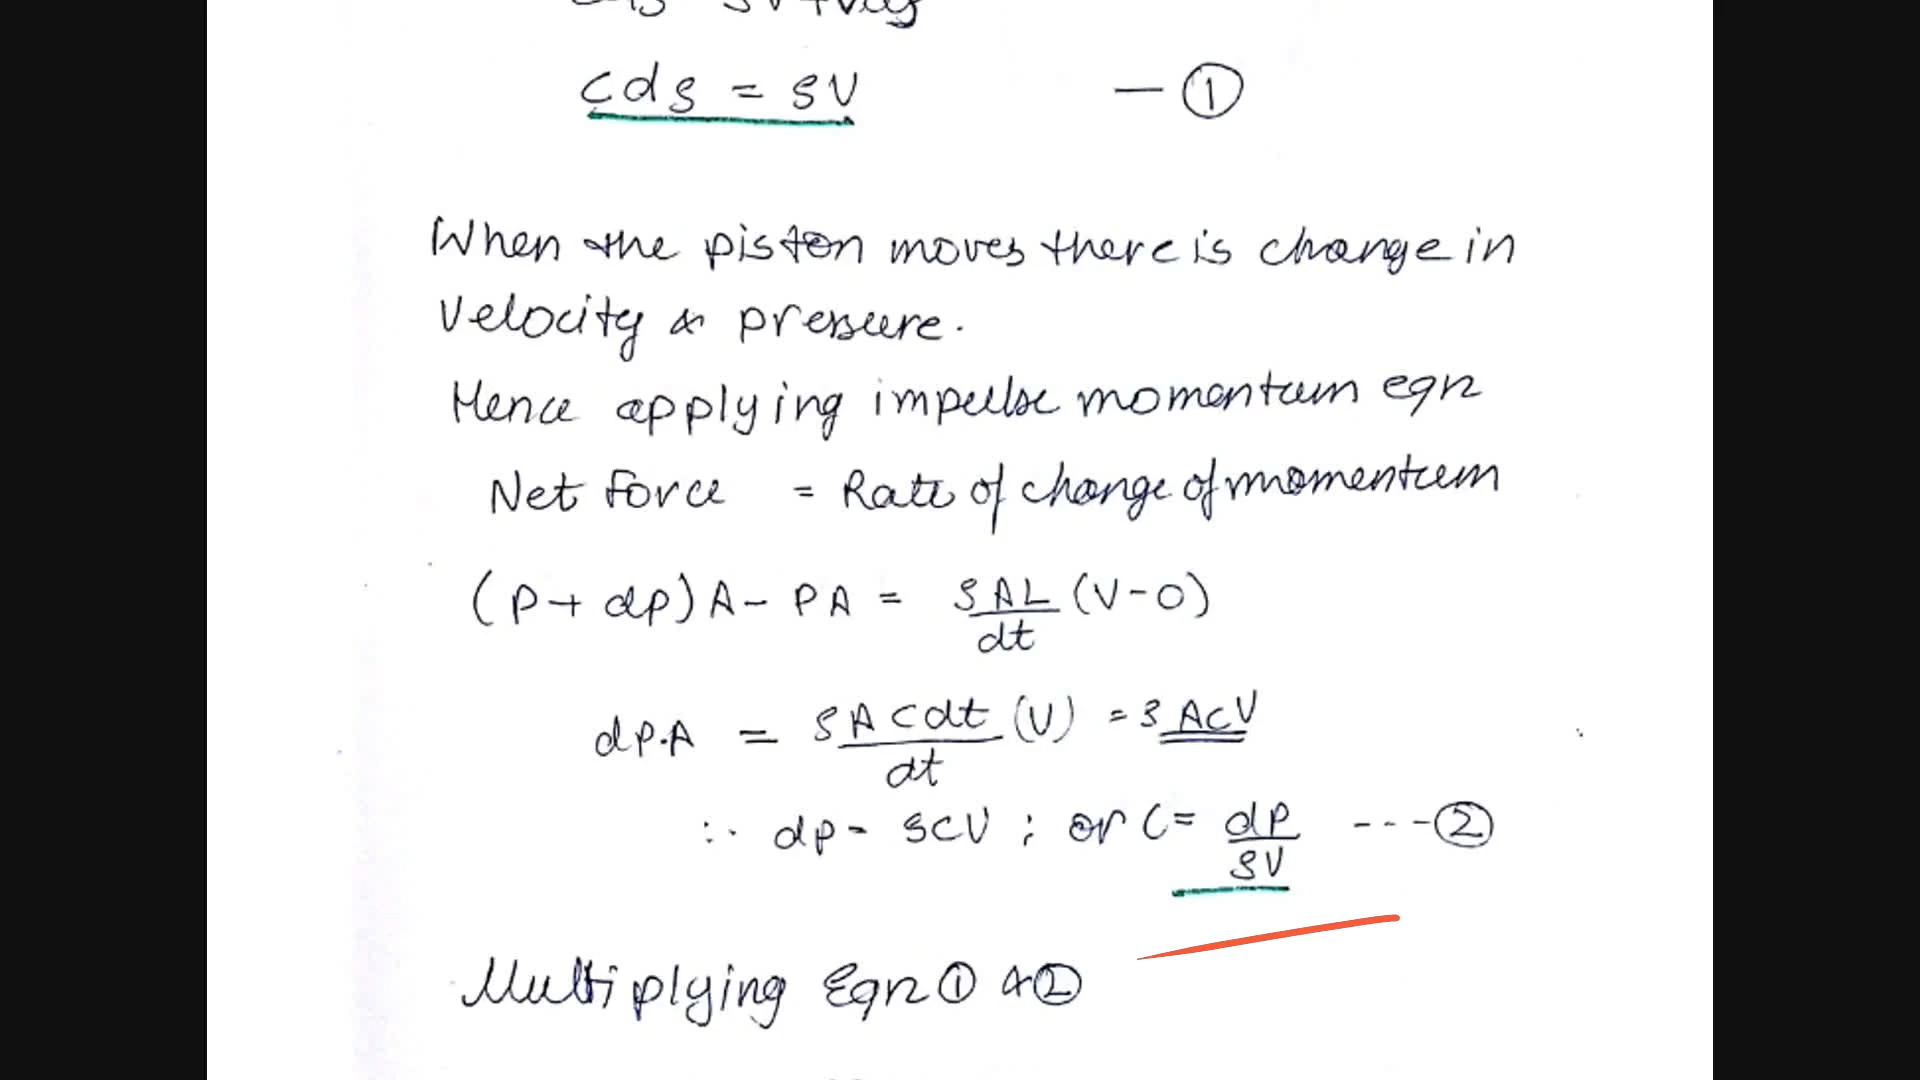 cdρ = ρV — ①
When the piston moves there is change in
velocity & pressure.
Hence applying impulse momentum eqn
Net force = Rate of change of momentum
(P + dp) A - PA = ρAL/dt (V-0)
dp.A = ρA c dt/dt (V) = ρACV
∴ dp = ρCV ; or C = dp/ρV ---②
Multiplying Eqn ① & ②